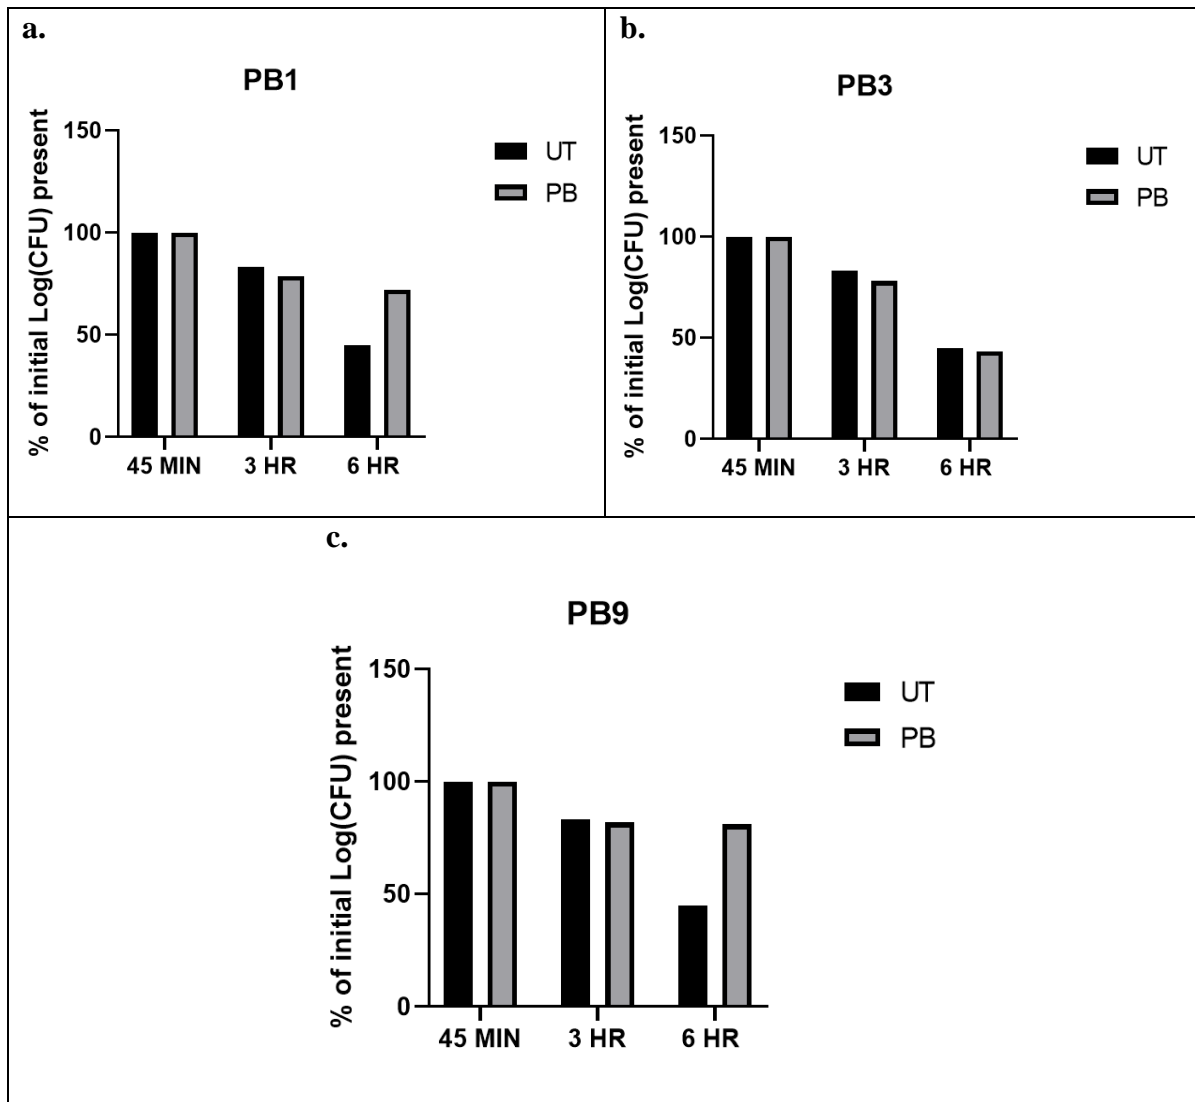 a.
PB1
% of initial Log(CFU) present
150
100
50
0
45 MIN 3 HR 6 HR
UT
PB
b.
PB3
% of initial Log(CFU) present
150
100
50
0
45 MIN 3 HR 6 HR
UT
PB
c.
PB9
% of initial Log(CFU) present
150
100
50
0
45 MIN 3 HR 6 HR
UT
PB